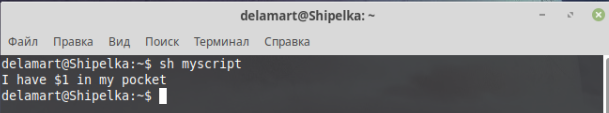 delamart@Shipelka: ~
Файл Правка Вид Поиск Терминал Справка
delamart@Shipelka:~$ sh myscript
I have $1 in my pocket
delamart@Shipelka:~$